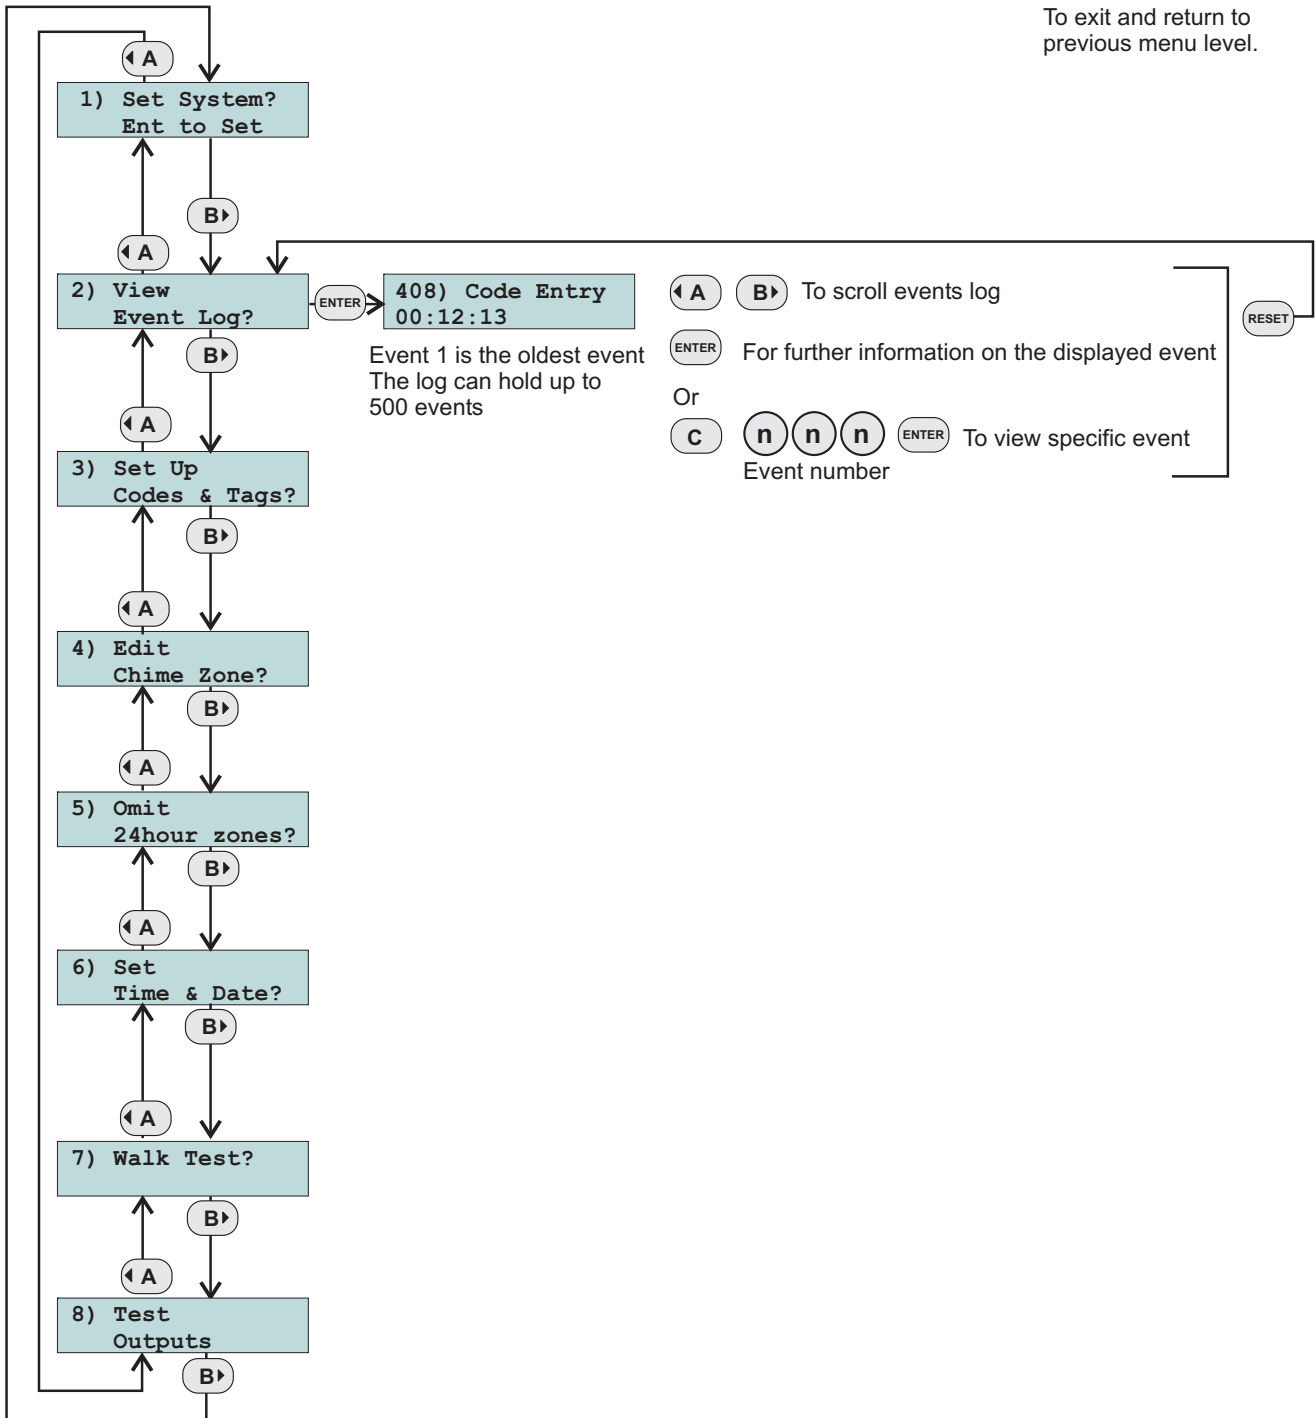 To exit and return to
previous menu level.
A
1) Set System?
Ent to Set
B
A
2) View
Event Log?
ENTER
408) Code Entry
00:12:13
A B To scroll events log
RESET
ENTER For further information on the displayed event
Event 1 is the oldest event
The log can hold up to
500 events
Or
C n n n ENTER To view specific event
Event number
B
A
3) Set Up
Codes & Tags?
B
A
4) Edit
Chime Zone?
B
A
5) Omit
24hour zones?
B
A
6) Set
Time & Date?
B
A
7) Walk Test?
B
A
8) Test
Outputs
B